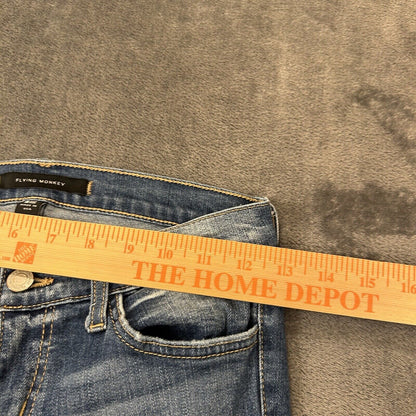 FLYING MONKEY
6 7 8 9 10 11 12 13 14 15 16
THE HOME DEPOT